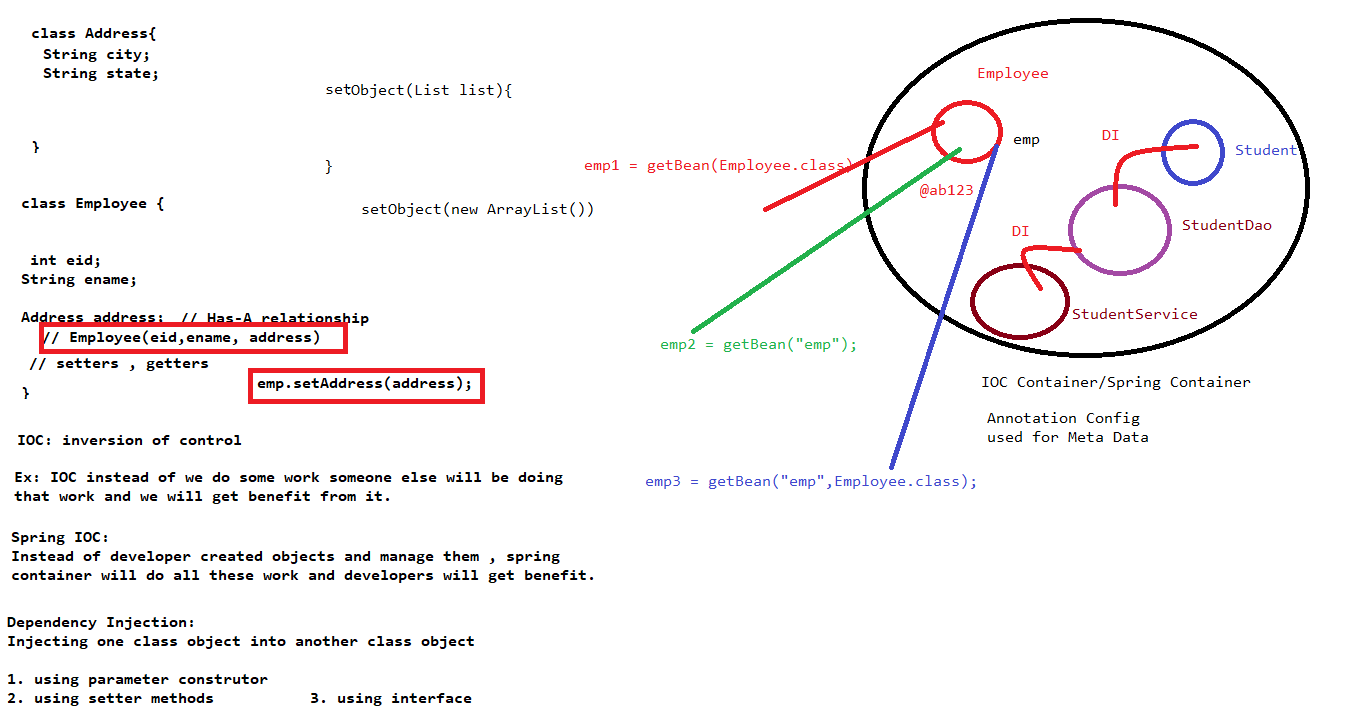 class Address{
String city;
String state;
}
class Employee {
int eid;
String ename;
Address address;  // Has-A relationship
// Employee(eid,ename, address)
// setters , getters
emp.setAddress(address);
}
setObject(List list){
}
setObject(new ArrayList())
IOC: inversion of control
Ex: IOC instead of we do some work someone else will be doing
that work and we will get benefit from it.
Spring IOC:
Instead of developer created objects and manage them , spring
container will do all these work and developers will get benefit.
Dependency Injection:
Injecting one class object into another class object
1. using parameter construtor
2. using setter methods
3. using interface
Employee
emp
@ab123
emp1 = getBean(Employee.class)
emp2 = getBean("emp");
emp3 = getBean("emp",Employee.class);
DI
Student
StudentDao
DI
StudentService
IOC Container/Spring Container
Annotation Config
used for Meta Data